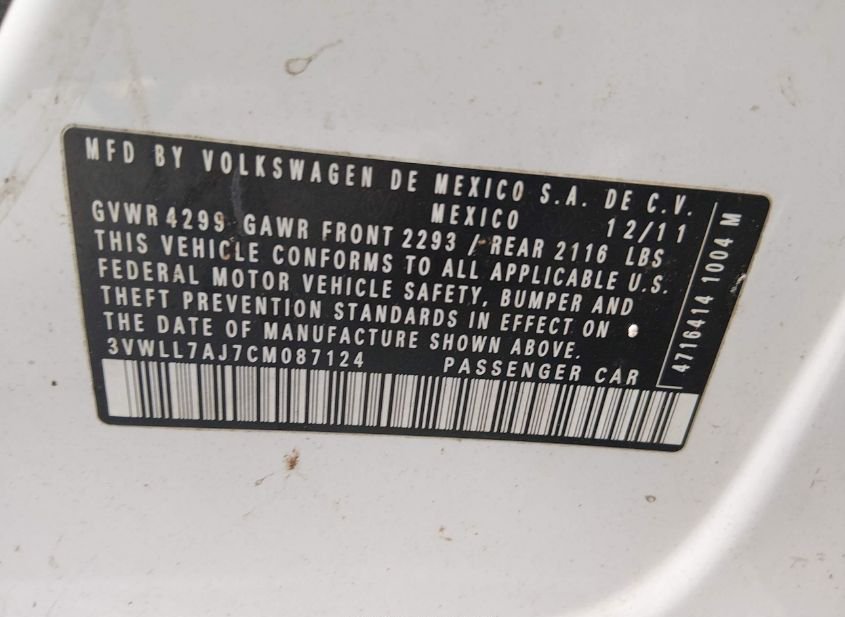 MFD BY VOLKSWAGEN DE MEXICO S.A. DE C.V.
MEXICO 12/11
GVWR 4299 GAWR FRONT 2293 / REAR 2116 LBS
THIS VEHICLE CONFORMS TO ALL APPLICABLE U.S.
FEDERAL MOTOR VEHICLE SAFETY, BUMPER AND
THEFT PREVENTION STANDARDS IN EFFECT ON
THE DATE OF MANUFACTURE SHOWN ABOVE.
3VWLL7AJ7CM087124 PASSENGER CAR
4716414 1004 M